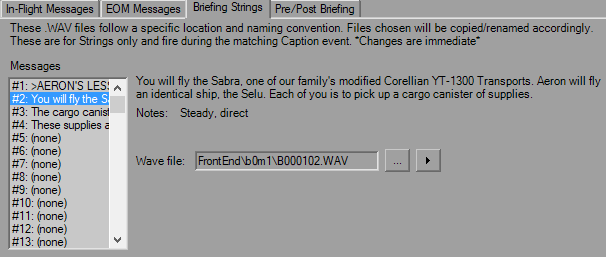 In-Flight Messages EOM Messages Briefing Strings Pre/Post Briefing
These .WAV files follow a specific location and naming convention. Files chosen will be copied/renamed accordingly.
These are for Strings only and fire during the matching Caption event. *Changes are immediate*
Messages
#1: >AERON'S LESS
#2: You will fly the Sa
#3: The cargo canist
#4: These supplies a
#5: (none)
#6: (none)
#7: (none)
#8: (none)
#9: (none)
#10: (none)
#11: (none)
#12: (none)
#13: (none)
You will fly the Sabra, one of our family's modified Corellian YT-1300 Transports. Aeron will fly
an identical ship, the Selu. Each of you is to pick up a cargo canister of supplies.
Notes: Steady, direct
Wave file: FrontEnd\b0m1\B000102.WAV ...